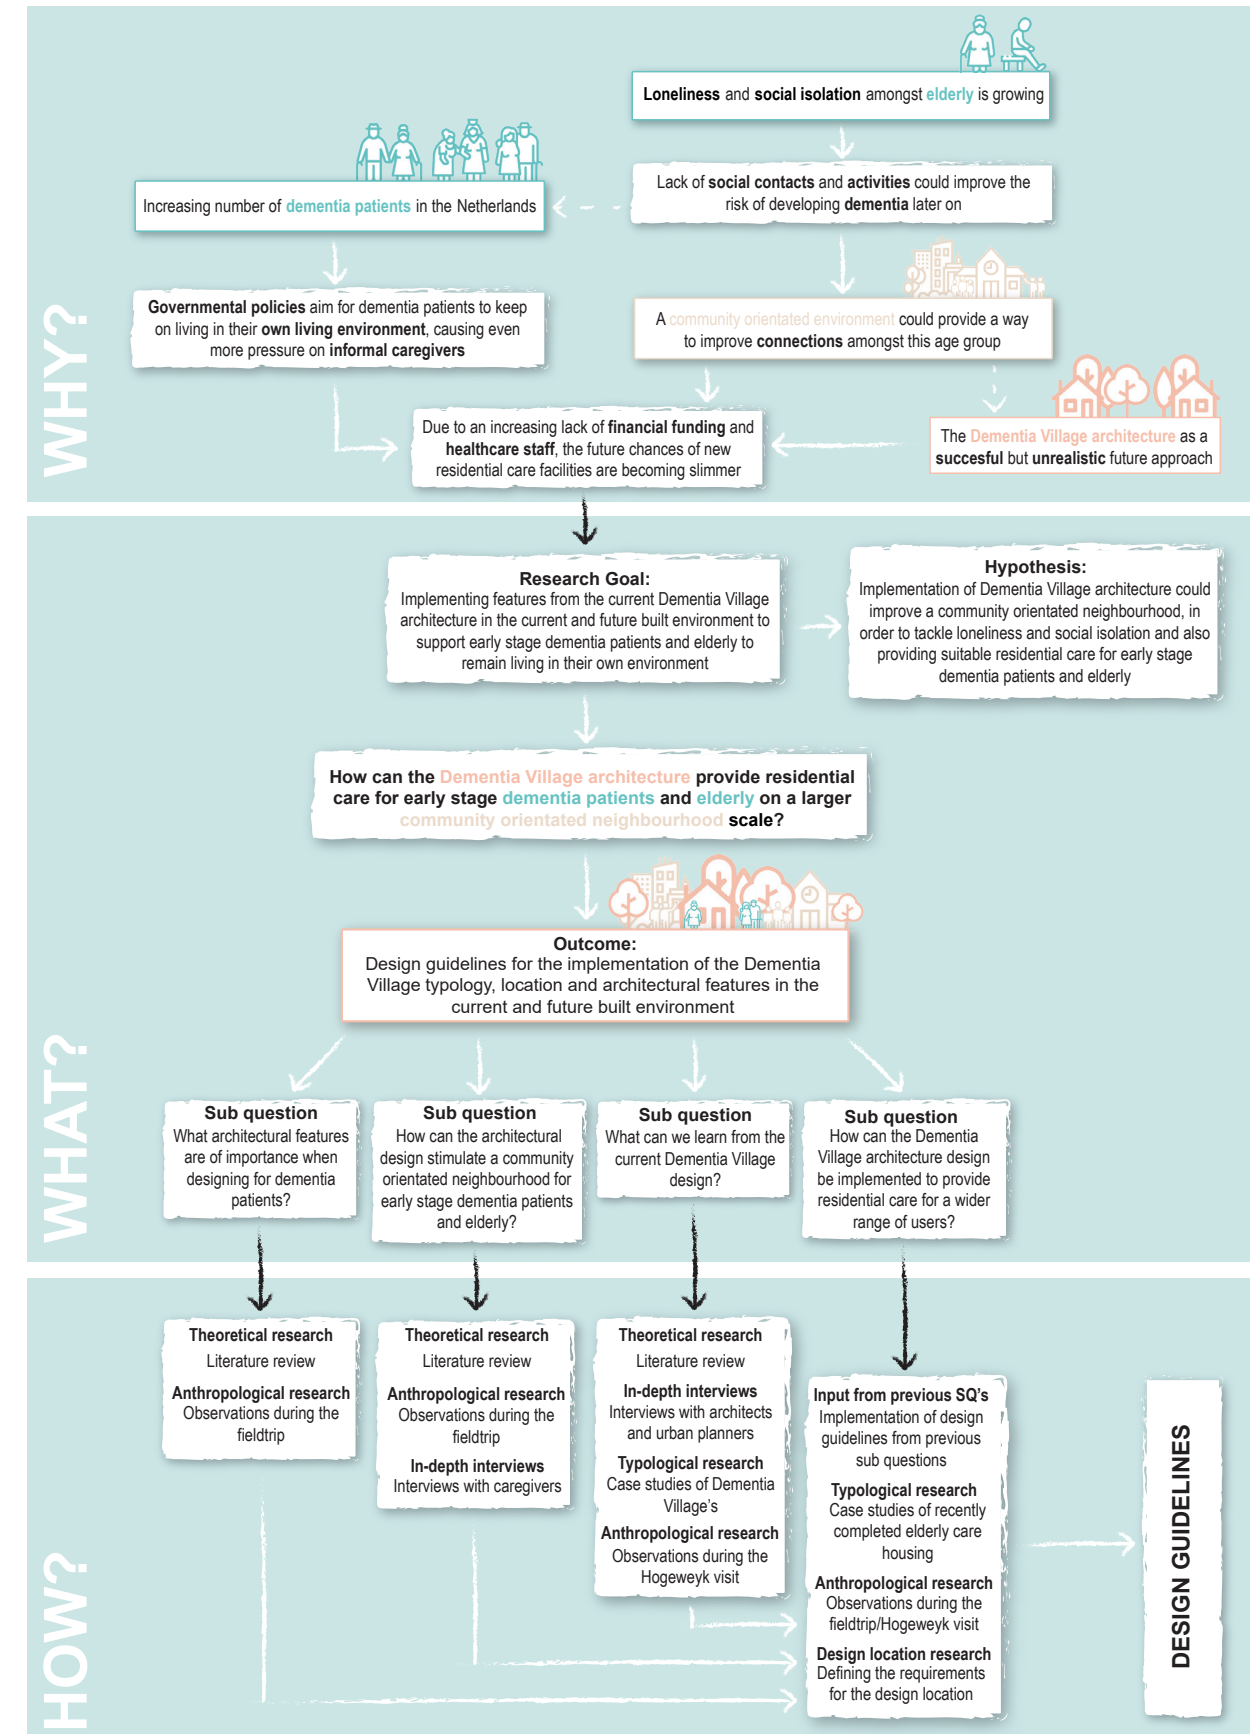 WHY?
Loneliness and social isolation amongst elderly is growing
Lack of social contacts and activities could improve the
risk of developing dementia later on
Increasing number of dementia patients in the Netherlands
Governmental policies aim for dementia patients to keep
on living in their own living environment, causing even
more pressure on informal caregivers
A community orientated environment could provide a way
to improve connections amongst this age group
Due to an increasing lack of financial funding and
healthcare staff, the future chances of new
residential care facilities are becoming slimmer
The Dementia Village architecture as a
succesful but unrealistic future approach
WHAT?
Research Goal:
Implementing features from the current Dementia Village
architecture in the current and future built environment to
support early stage dementia patients and elderly to
remain living in their own environment
Hypothesis:
Implementation of Dementia Village architecture could
improve a community orientated neighbourhood, in
order to tackle loneliness and social isolation and also
providing suitable residential care for early stage
dementia patients and elderly
How can the Dementia Village architecture provide residential
care for early stage dementia patients and elderly on a larger
community orientated neighbourhood scale?
Outcome:
Design guidelines for the implementation of the Dementia
Village typology, location and architectural features in the
current and future built environment
Sub question
What architectural features
are of importance when
designing for dementia
patients?
Sub question
How can the architectural
design stimulate a community
orientated neighbourhood for
early stage dementia patients
and elderly?
Sub question
What can we learn from the
current Dementia Village
design?
Sub question
How can the Dementia
Village architecture design
be implemented to provide
residential care for a wider
range of users?
HOW?
Theoretical research
Literature review
Anthropological research
Observations during the
fieldtrip
Theoretical research
Literature review
Anthropological research
Observations during the
fieldtrip
In-depth interviews
Interviews with caregivers
Theoretical research
Literature review
In-depth interviews
Interviews with architects
and urban planners
Typological research
Case studies of Dementia
Village's
Anthropological research
Observations during the
Hogeweyk visit
Input from previous SQ's
Implementation of design
guidelines from previous
sub questions
Typological research
Case studies of recently
completed elderly care
housing
Anthropological research
Observations during the
fieldtrip/Hogeweyk visit
Design location research
Defining the requirements
for the design location
DESIGN GUIDELINES